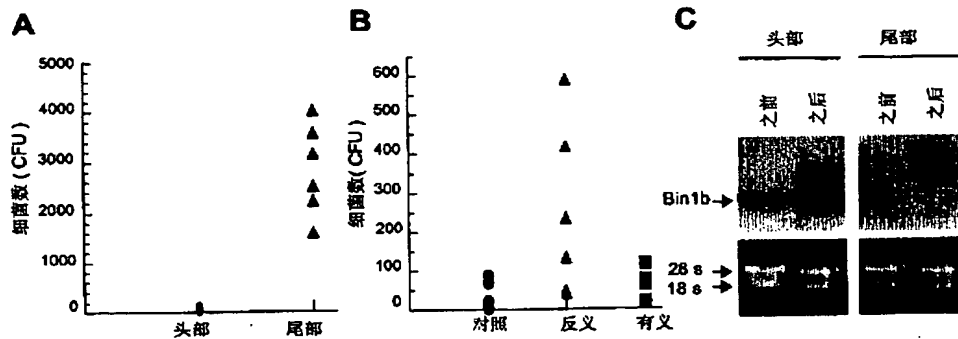 A
细菌数(CFU)
5000
4000
3000
2000
1000
0
头部
尾部
B
细菌数(CFU)
600
500
400
300
200
100
0
对照
反义
有义
C
头部
尾部
之前
之后
之前
之后
Bin1b
28 s
18 s